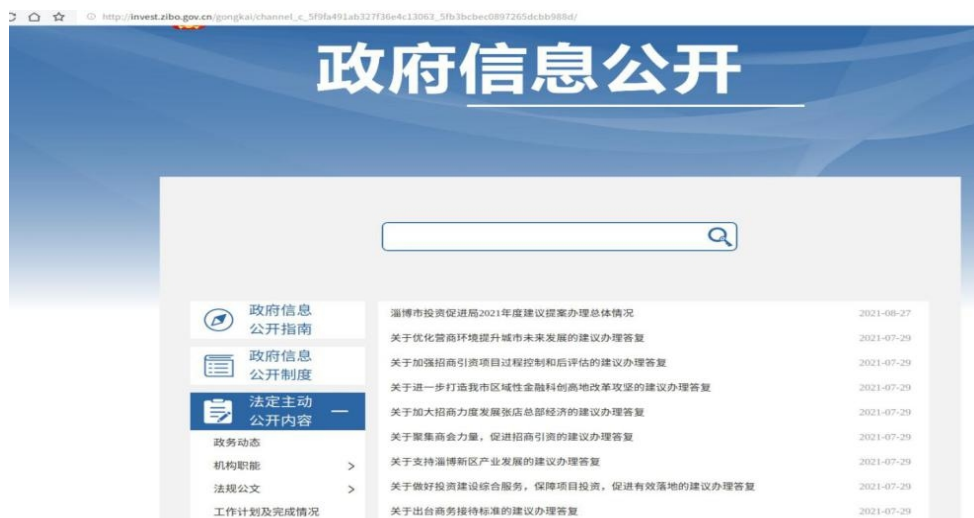 http://invest.zibo.gov.cn/gongkai/channel_c_5f9fa491ab327f36e4c13063_5fb3bcbec0897265dcbb988d/
政府信息公开
政府信息
公开指南
政府信息
公开制度
法定主动
公开内容
政务动态
机构职能
法规公文
工作计划及完成情况
淄博市投资促进局2021年度建议提案办理总体情况 2021-08-27
关于优化营商环境提升城市未来发展的建议办理答复 2021-07-29
关于加强招商引资项目过程控制和后评估的建议办理答复 2021-07-29
关于进一步打造我市区域性金融科创高地改革攻坚的建议办理答复 2021-07-29
关于加大招商力度发展张店总部经济的建议办理答复 2021-07-29
关于聚集商会力量，促进招商引资的建议办理答复 2021-07-29
关于支持淄博新区产业发展的建议办理答复 2021-07-29
关于做好投资建设综合服务，保障项目投资，促进有效落地的建议办理答复 2021-07-29
关于出台商务接待标准的建议办理答复 2021-07-29